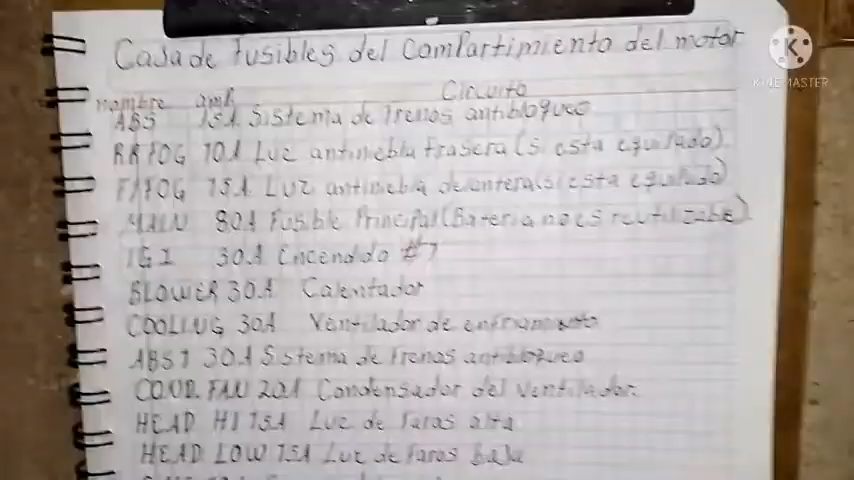 Caja de fusibles del Compartimiento del motor
KINEMASTER
nombre amp Circuito
ABS 15A Sistema de frenos antibloqueo
RR FOG 10A Luz antiniebla trasera (si esta equipado)
F/FOG 15A Luz antiniebla delantera (si esta equipado)
MAIN 80A Fusible Principal (Bateria no es reutilizable)
IG1 30A Encendido #1
BLOWER 30A Calentador
COOLING 30A Ventilador de enfriamiento
ABS1 30A Sistema de frenos antibloqueo
COND. FAN 20A Condensador del ventilador.
HEAD HI 15A Luz de faros alta
HEAD LOW 15A Luz de faros baja